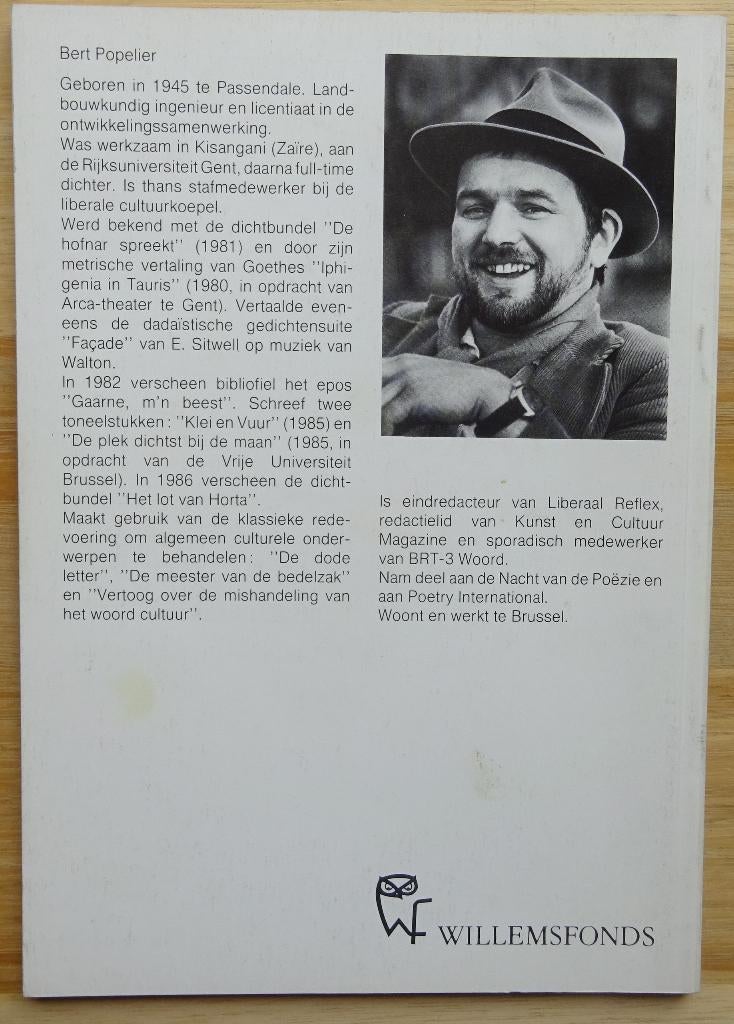 Bert Popelier
Geboren in 1945 te Passendale. Land-
bouwkundig ingenieur en licentiaat in de
ontwikkelingssamenwerking.
Was werkzaam in Kisangani (Zaïre), aan
de Rijksuniversiteit Gent, daarna full-time
dichter. Is thans stafmedewerker bij de
liberale cultuurkoepel.
Werd bekend met de dichtbundel ''De
hofnar spreekt'' (1981) en door zijn
metrische vertaling van Goethes ''Iphi-
genia in Tauris'' (1980, in opdracht van
Arca-theater te Gent). Vertaalde even-
eens de dadaïstische gedichtensuite
''Façade'' van E. Sitwell op muziek van
Walton.
In 1982 verscheen bibliofiel het epos
''Gaarne, m'n beest''. Schreef twee
toneelstukken: ''Klei en Vuur'' (1985) en
''De plek dichtst bij de maan'' (1985, in
opdracht van de Vrije Universiteit
Brussel). In 1986 verscheen de dicht-
bundel ''Het lot van Horta''.
Maakt gebruik van de klassieke rede-
voering om algemeen culturele onder-
werpen te behandelen: ''De dode
letter'', ''De meester van de bedelzak''
en ''Vertoog over de mishandeling van
het woord cultuur''.
Is eindredacteur van Liberaal Reflex,
redactielid van Kunst en Cultuur
Magazine en sporadisch medewerker
van BRT-3 Woord.
Nam deel aan de Nacht van de Poëzie en
aan Poetry International.
Woont en werkt te Brussel.
WF WILLEMSFONDS